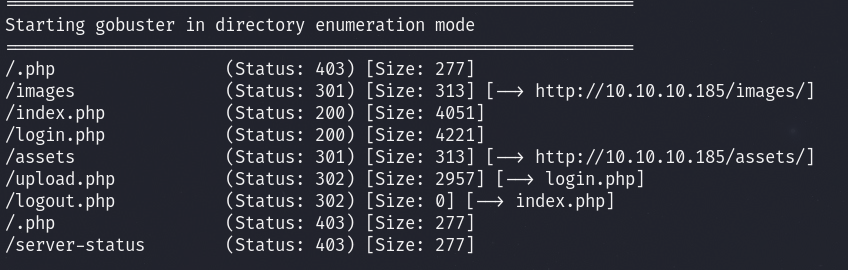 ===============================================================
Starting gobuster in directory enumeration mode
===============================================================
/.php (Status: 403) [Size: 277]
/images (Status: 301) [Size: 313] [--> http://10.10.10.185/images/]
/index.php (Status: 200) [Size: 4051]
/login.php (Status: 200) [Size: 4221]
/assets (Status: 301) [Size: 313] [--> http://10.10.10.185/assets/]
/upload.php (Status: 302) [Size: 2957] [--> login.php]
/logout.php (Status: 302) [Size: 0] [--> index.php]
/.php (Status: 403) [Size: 277]
/server-status (Status: 403) [Size: 277]